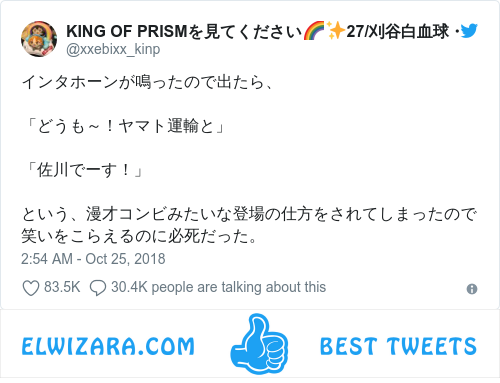 KING OF PRISMを見てください🌈✨27/刈谷白血球・
@xxebixx_kinp
インタホーンが鳴ったので出たら、
「どうも～！ヤマト運輸と」
「佐川でーす！」
という、漫才コンビみたいな登場の仕方をされてしまったので
笑いをこらえるのに必死だった。
2:54 AM - Oct 25, 2018
83.5K 30.4K people are talking about this
ELWIZARA.COM BEST TWEETS